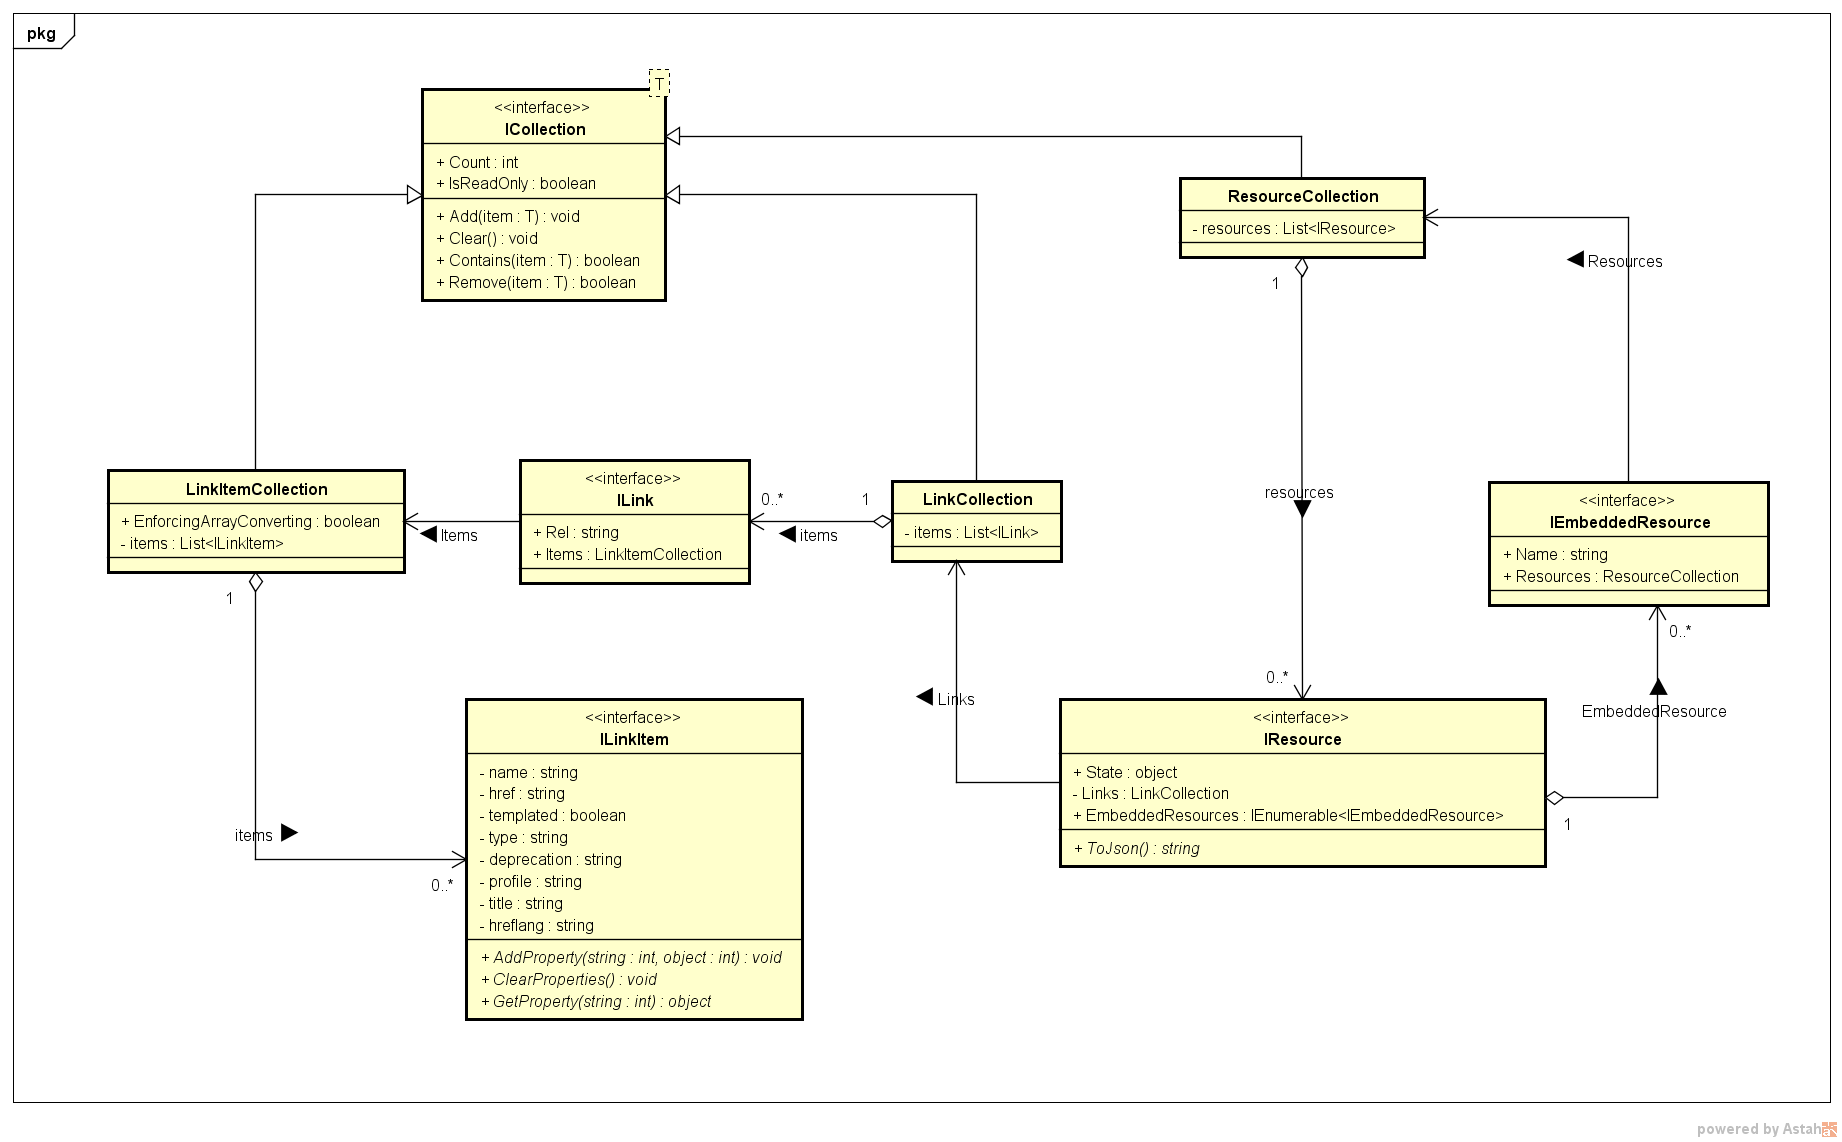 pkg
T
<<interface>>
ICollection
+ Count : int
+ IsReadOnly : boolean
+ Add(item : T) : void
+ Clear() : void
+ Contains(item : T) : boolean
+ Remove(item : T) : boolean
ResourceCollection
- resources : List<IResource>
1
Resources
LinkItemCollection
+ EnforcingArrayConverting : boolean
- items : List<ILinkItem>
1
Items
<<interface>>
ILink
+ Rel : string
+ Items : LinkItemCollection
0..*
1
items
LinkCollection
- items : List<ILink>
resources
0..*
<<interface>>
IEmbeddedResource
+ Name : string
+ Resources : ResourceCollection
0..*
EmbeddedResource
Links
<<interface>>
ILinkItem
- name : string
- href : string
- templated : boolean
- type : string
- deprecation : string
- profile : string
- title : string
- hreflang : string
+ AddProperty(string : int, object : int) : void
+ ClearProperties() : void
+ GetProperty(string : int) : object
items
0..*
<<interface>>
IResource
+ State : object
- Links : LinkCollection
+ EmbeddedResources : IEnumerable<IEmbeddedResource>
+ ToJson() : string
1
powered by Astah